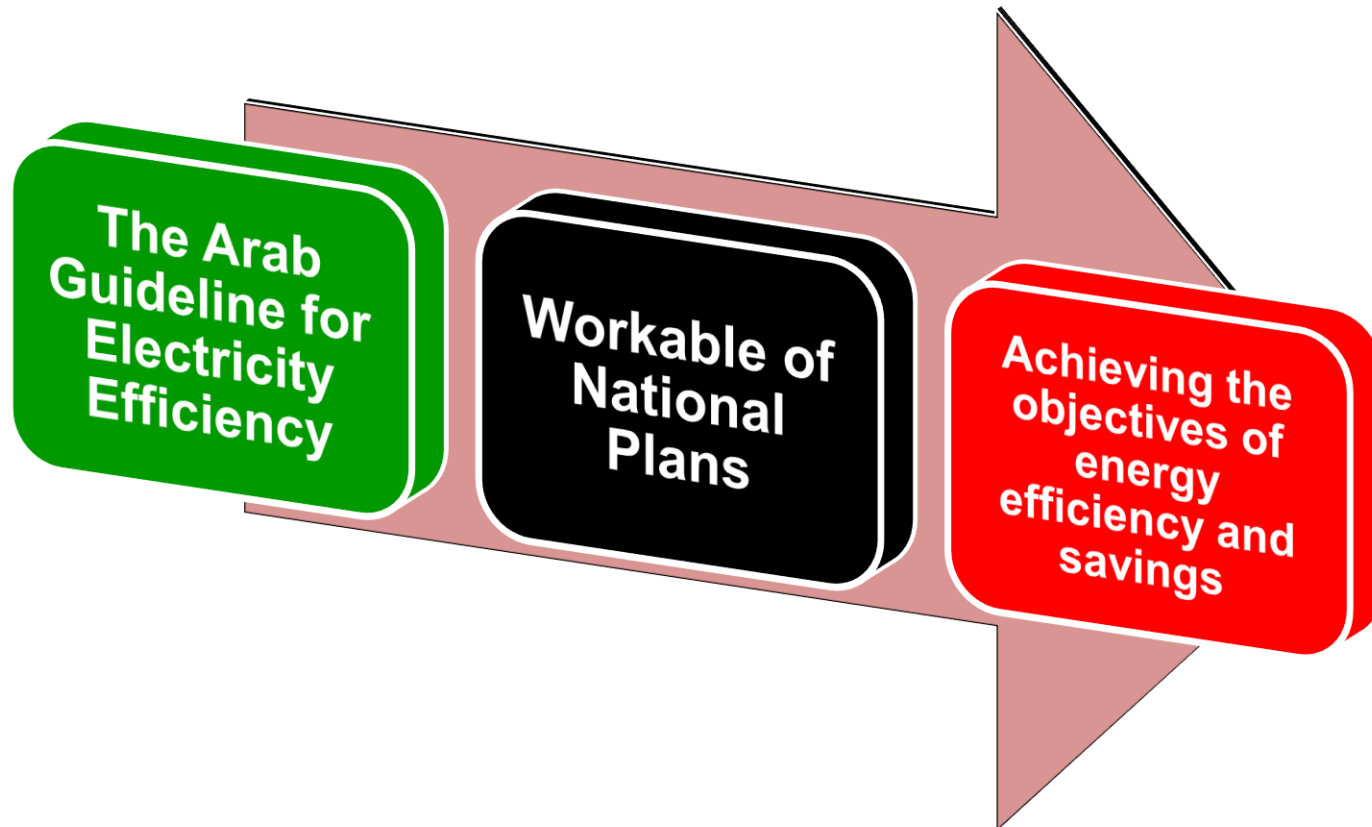 The Arab
Guideline for
Electricity
Efficiency
Workable of
National
Plans
Achieving the
objectives of
energy
efficiency and
savings